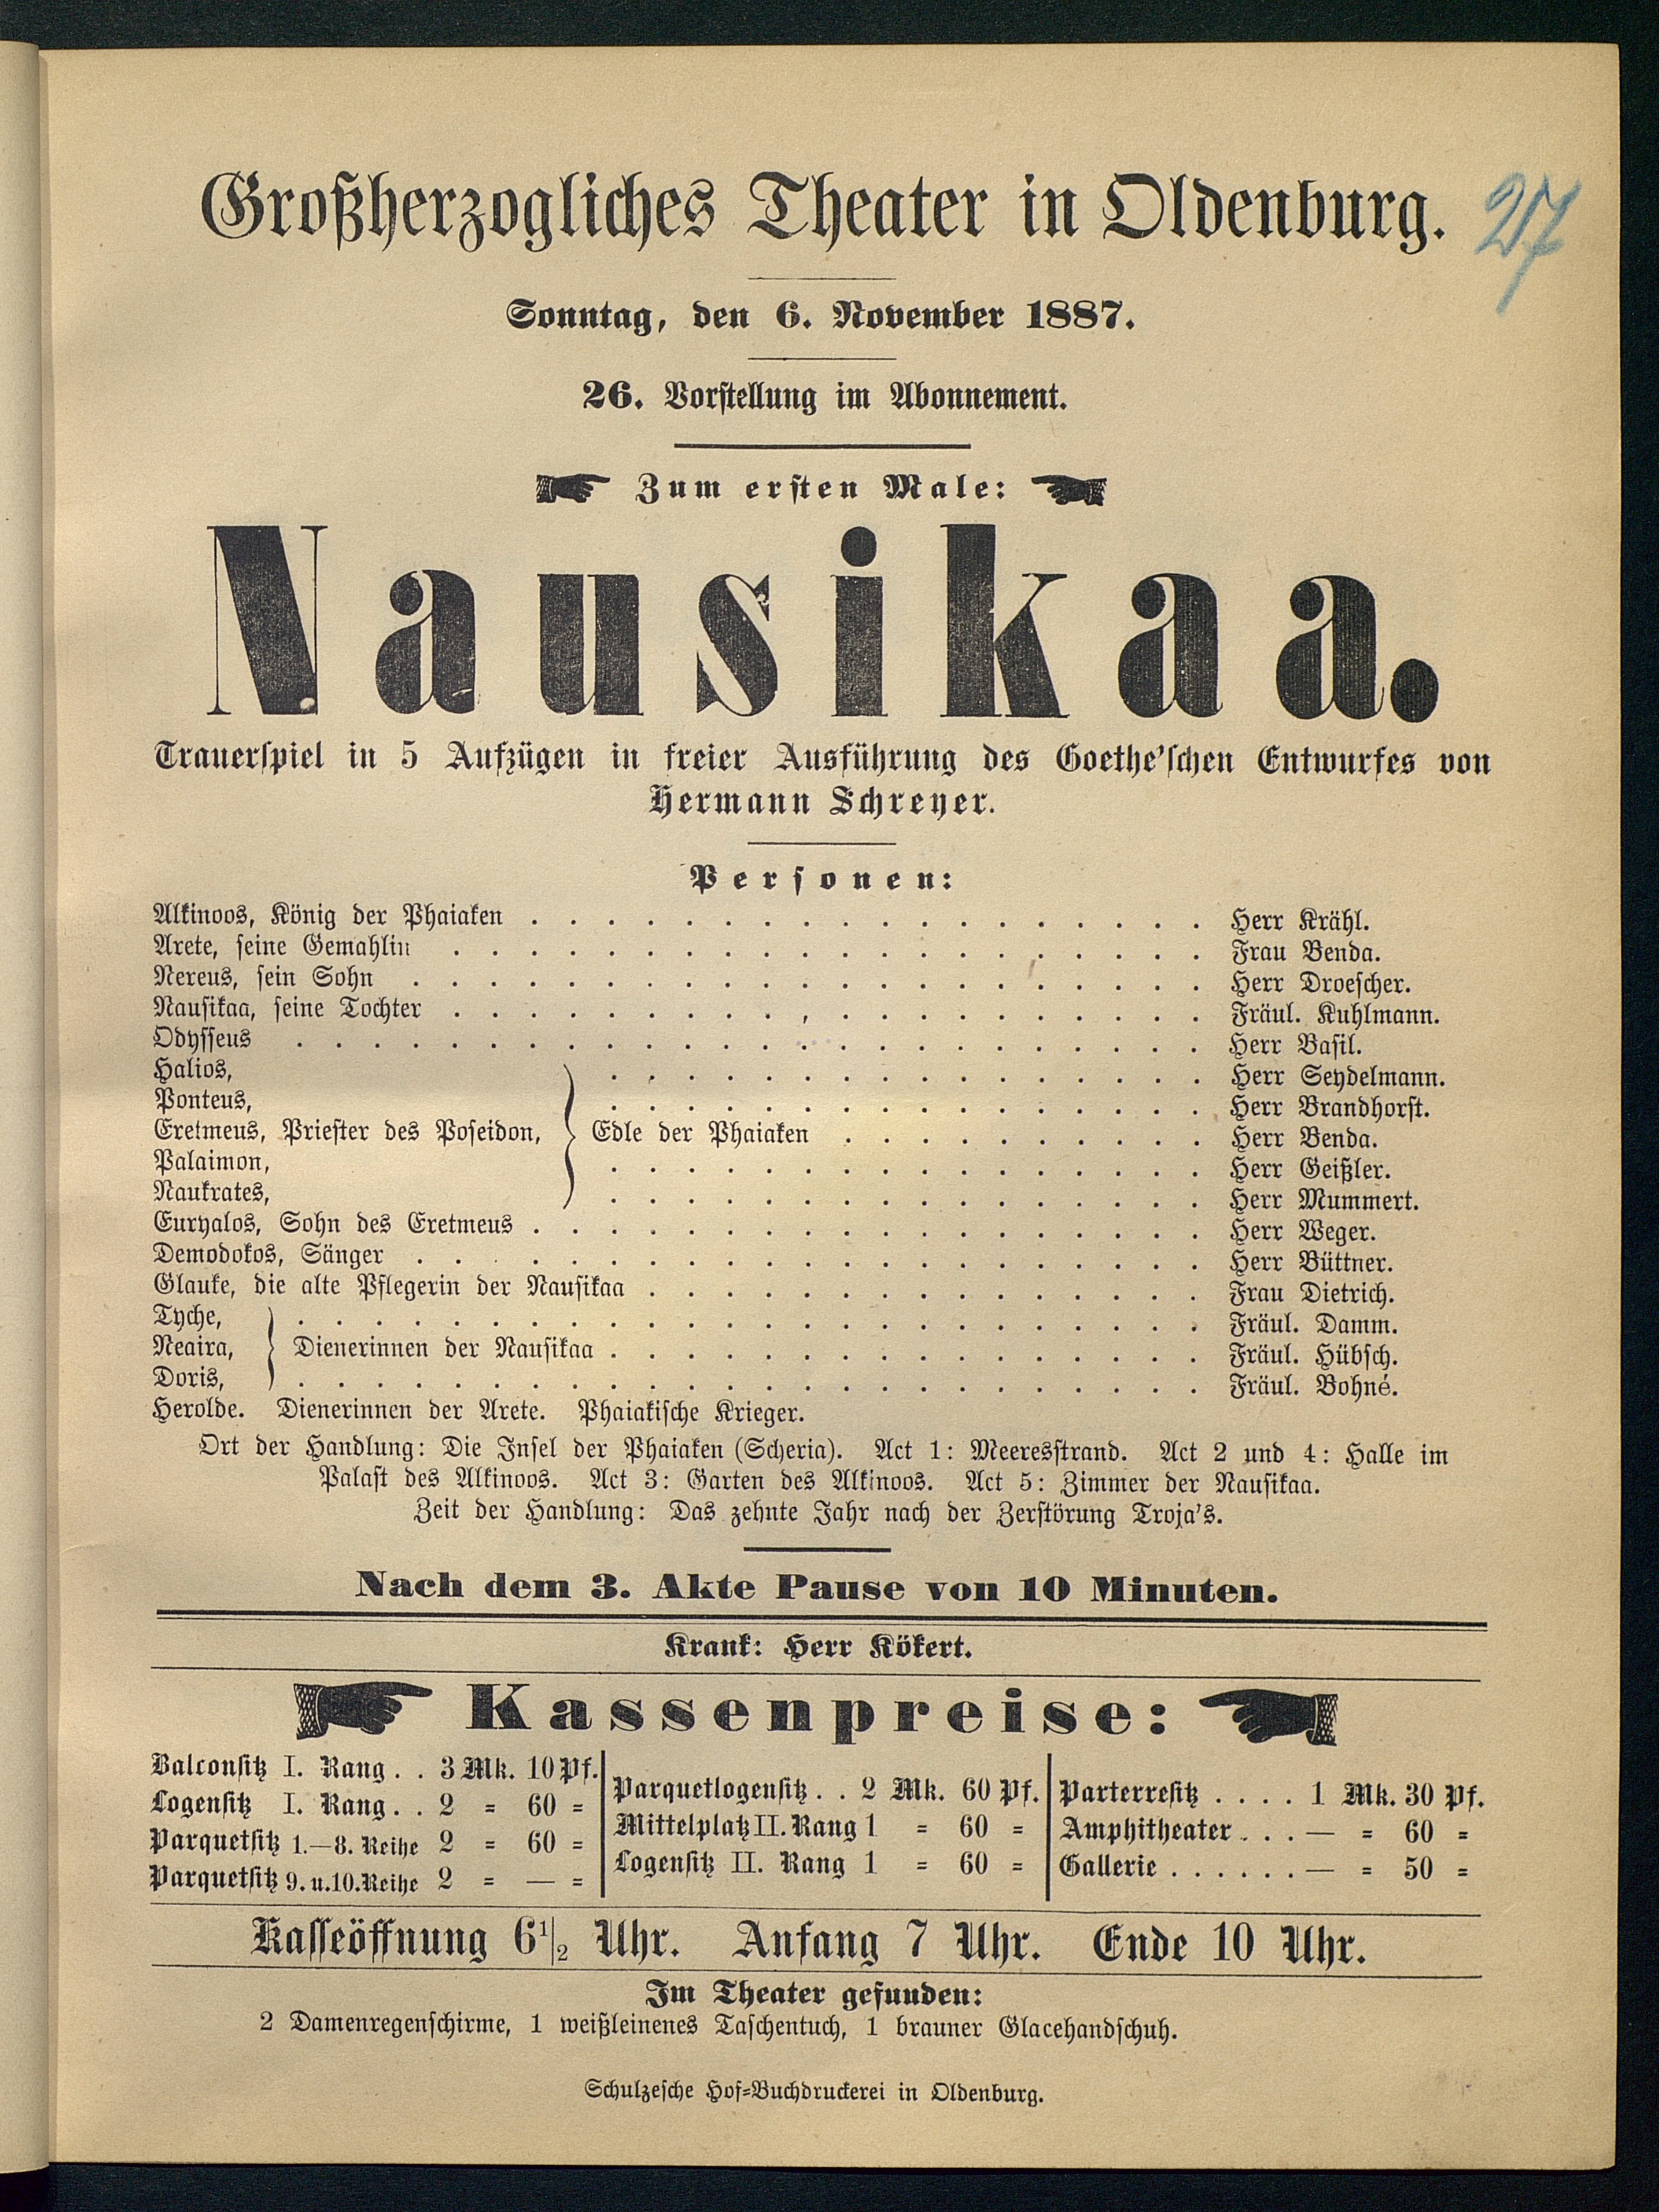 Großherzogliches Theater in Oldenburg.
27
Sonntag, den 6. November 1887.
26. Vorstellung im Abonnement.
Zum ersten Male:
Nausikaa.
Trauerspiel in 5 Aufzügen in freier Ausführung des Goethe'schen Entwurfes von
Hermann Schreyer.
Personen:
Alkinoos, König der Phaiaken . . . . . . . . . . . . . . . . . . Herr Krähl.
Arete, seine Gemahlin . . . . . . . . . . . . . . . . . . . . Frau Benda.
Nereus, sein Sohn . . . . . . . . . . . . . . . . . . . . . Herr Droescher.
Nausikaa, seine Tochter . . . . . . . . . . . . . . . . . . . . Fräul. Kuhlmann.
Odysseus . . . . . . . . . . . . . . . . . . . . . . . . Herr Basil.
Halios, . . . . . . . . . . . . . . . . Herr Seydelmann.
Ponteus, . . . . . . . . . . . . . . . . Herr Brandhorst.
Eretmeus, Priester des Poseidon, } Edle der Phaiaken . . . . . . . . . . Herr Benda.
Palaimon, . . . . . . . . . . . . . . . . Herr Geißler.
Naukrates, . . . . . . . . . . . . . . . . Herr Mummert.
Euryalos, Sohn des Eretmeus . . . . . . . . . . . . . . . . . . Herr Weger.
Demodokos, Sänger . . . . . . . . . . . . . . . . . . . . . Herr Büttner.
Glauke, die alte Pflegerin der Nausikaa . . . . . . . . . . . . . . . Frau Dietrich.
Tyche, . . . . . . . . . . . . . . . . . . . . . . . . Fräul. Damm.
Neaira, } Dienerinnen der Nausikaa . . . . . . . . . . . . . . . . Fräul. Hübsch.
Doris, . . . . . . . . . . . . . . . . . . . . . . . . Fräul. Bohné.
Herolde. Dienerinnen der Arete. Phaiakische Krieger.
Ort der Handlung: Die Insel der Phaiaken (Scheria). Act 1: Meeresstrand. Act 2 und 4: Halle im
Palast des Alkinoos. Act 3: Garten des Alkinoos. Act 5: Zimmer der Nausikaa.
Zeit der Handlung: Das zehnte Jahr nach der Zerstörung Troja's.
Nach dem 3. Akte Pause von 10 Minuten.
Krank: Herr Kökert.
Kassenpreise:
Balconsitz I. Rang . . 3 Mk. 10 Pf.
Logensitz I. Rang . . 2 = 60 =
Parquetsitz 1.—8. Reihe 2 = 60 =
Parquetsitz 9. u. 10. Reihe 2 = — =
Parquetlogensitz . . 2 Mk. 60 Pf.
Mittelplatz II. Rang 1 = 60 =
Logensitz II. Rang 1 = 60 =
Parterresitz . . . . 1 Mk. 30 Pf.
Amphitheater . . . — = 60 =
Gallerie . . . . . . — = 50 =
Kasseöffnung 6 1/2 Uhr. Anfang 7 Uhr. Ende 10 Uhr.
Im Theater gefunden:
2 Damenregenschirme, 1 weißleinenes Taschentuch, 1 brauner Glacehandschuh.
Schulzesche Hof=Buchdruckerei in Oldenburg.